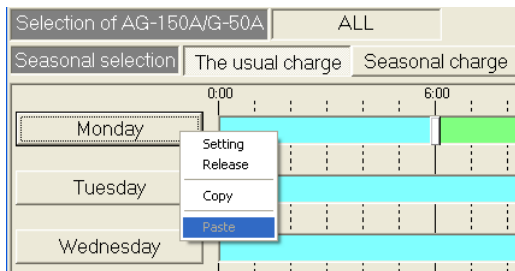 Selection of AG-150A/G-50A ALL
Seasonal selection The usual charge Seasonal charge
0:00 6:00
Monday
Setting
Release
Tuesday
Copy
Paste
Wednesday